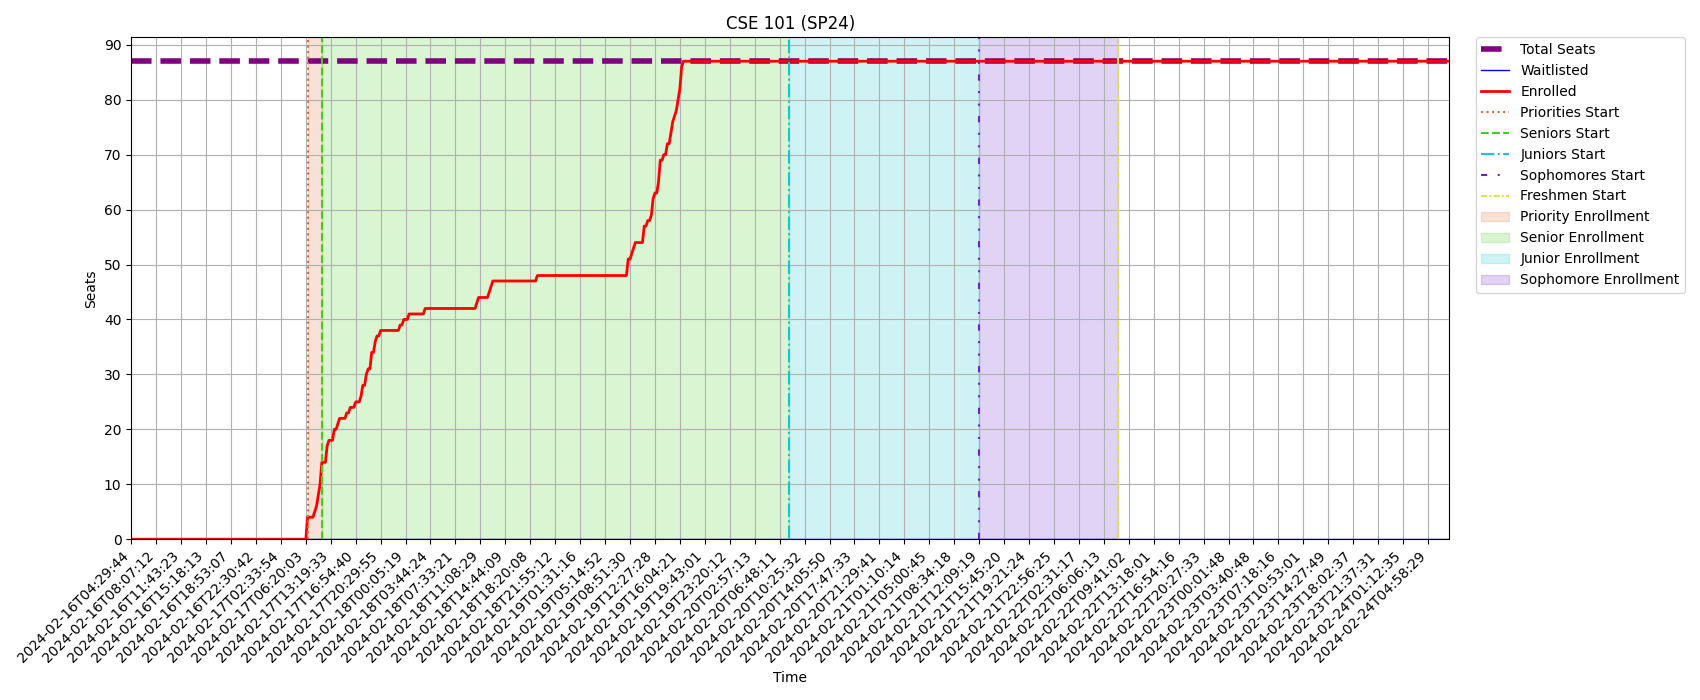 CSE 101 (SP24)
90
80
70
60
50
40
30
20
10
0
Seats
2024-02-16T04:29:44
2024-02-16T08:07:12
2024-02-16T11:43:23
2024-02-16T15:18:13
2024-02-16T18:53:07
2024-02-16T22:30:42
2024-02-17T02:33:54
2024-02-17T06:20:03
2024-02-17T13:19:33
2024-02-17T16:54:40
2024-02-17T20:29:55
2024-02-18T00:05:19
2024-02-18T03:44:24
2024-02-18T07:33:21
2024-02-18T11:08:29
2024-02-18T14:44:09
2024-02-18T18:20:08
2024-02-18T21:55:12
2024-02-19T01:31:16
2024-02-19T05:14:52
2024-02-19T08:51:30
2024-02-19T12:27:28
2024-02-19T16:04:21
2024-02-19T19:43:01
2024-02-19T23:20:12
2024-02-20T02:57:13
2024-02-20T06:48:11
2024-02-20T10:25:32
2024-02-20T14:05:50
2024-02-20T17:47:33
2024-02-20T21:29:41
2024-02-21T01:10:14
2024-02-21T05:00:45
2024-02-21T08:34:18
2024-02-21T12:09:19
2024-02-21T15:45:20
2024-02-21T19:21:24
2024-02-21T22:56:25
2024-02-22T02:31:17
2024-02-22T06:06:13
2024-02-22T09:41:02
2024-02-22T13:18:01
2024-02-22T16:54:16
2024-02-22T20:27:33
2024-02-23T00:01:48
2024-02-23T03:40:48
2024-02-23T07:18:16
2024-02-23T10:53:01
2024-02-23T14:27:49
2024-02-23T18:02:37
2024-02-23T21:37:31
2024-02-24T01:12:35
2024-02-24T04:58:29
Time
Total Seats
Waitlisted
Enrolled
Priorities Start
Seniors Start
Juniors Start
Sophomores Start
Freshmen Start
Priority Enrollment
Senior Enrollment
Junior Enrollment
Sophomore Enrollment